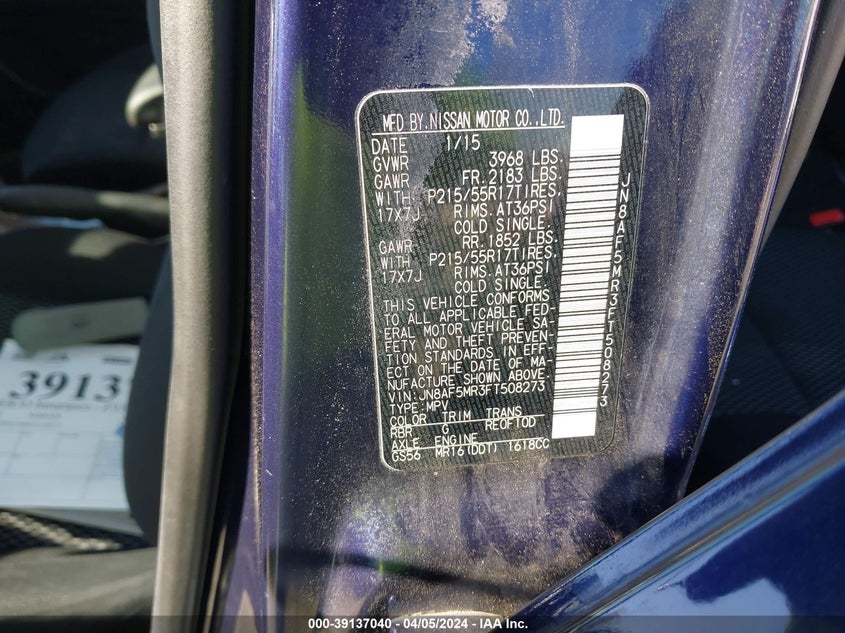 MFD BY.NISSAN MOTOR CO.,LTD.
DATE 1/15
GVWR 3968 LBS.
GAWR FR. 2183 LBS.
WITH P215/55R17TIRES.
17X7J RIMS. AT36PSI
COLD SINGLE.
GAWR RR. 1852 LBS.
WITH P215/55R17TIRES.
17X7J RIMS. AT36PSI
COLD SINGLE.
THIS VEHICLE CONFORMS
TO ALL APPLICABLE FED-
ERAL MOTOR VEHICLE SA-
FETY AND THEFT PREVEN-
TION STANDARDS IN EFF-
ECT ON THE DATE OF MA-
NUFACTURE SHOWN ABOVE.
VIN: JN8AF5MR3FT508273
TYPE: MPV
COLOR TRIM TRANS
RBR G RE0F10D
AXLE ENGINE
GS56 MR16(DDT) 1618CC
JN8AF5MR3FT508273
39137
000-39137040 - 04/05/2024 - IAA Inc.